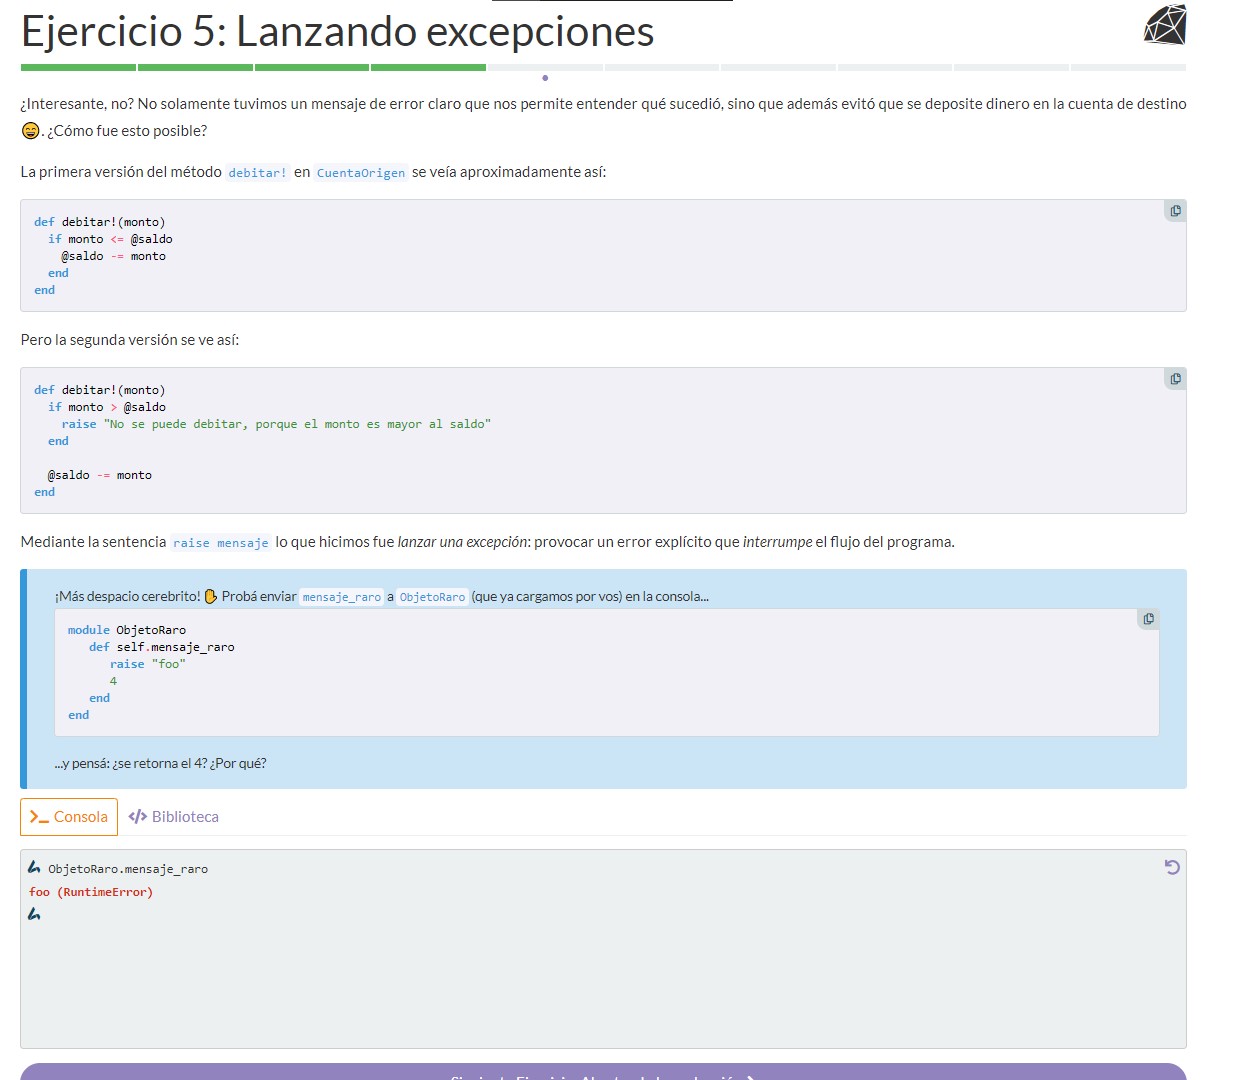 Ejercicio 5: Lanzando excepciones
¿Interesante, no? No solamente tuvimos un mensaje de error claro que nos permite entender qué sucedió, sino que además evitó que se deposite dinero en la cuenta de destino
😄. ¿Cómo fue esto posible?
La primera versión del método debitar! en CuentaOrigen se veía aproximadamente así:
def debitar!(monto)
  if monto <= @saldo
    @saldo -= monto
  end
end
Pero la segunda versión se ve así:
def debitar!(monto)
  if monto > @saldo
    raise "No se puede debitar, porque el monto es mayor al saldo"
  end
  @saldo -= monto
end
Mediante la sentencia raise mensaje lo que hicimos fue lanzar una excepción: provocar un error explícito que interrumpe el flujo del programa.
¡Más despacio cerebrito! ✋ Probá enviar mensaje_raro a ObjetoRaro (que ya cargamos por vos) en la consola...
module ObjetoRaro
   def self.mensaje_raro
      raise "foo"
      4
   end
end
...y pensá: ¿se retorna el 4? ¿Por qué?
>_ Consola </> Biblioteca
ObjetoRaro.mensaje_raro
foo (RuntimeError)